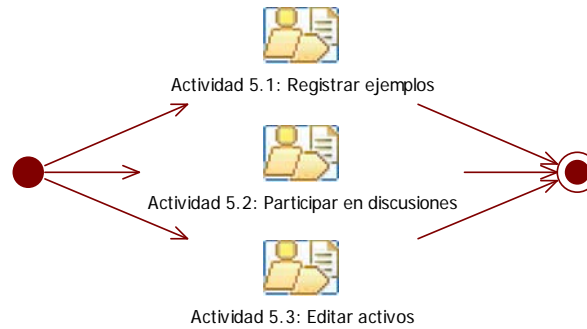 Actividad 5.1: Registrar ejemplos
Actividad 5.2: Participar en discusiones
Actividad 5.3: Editar activos